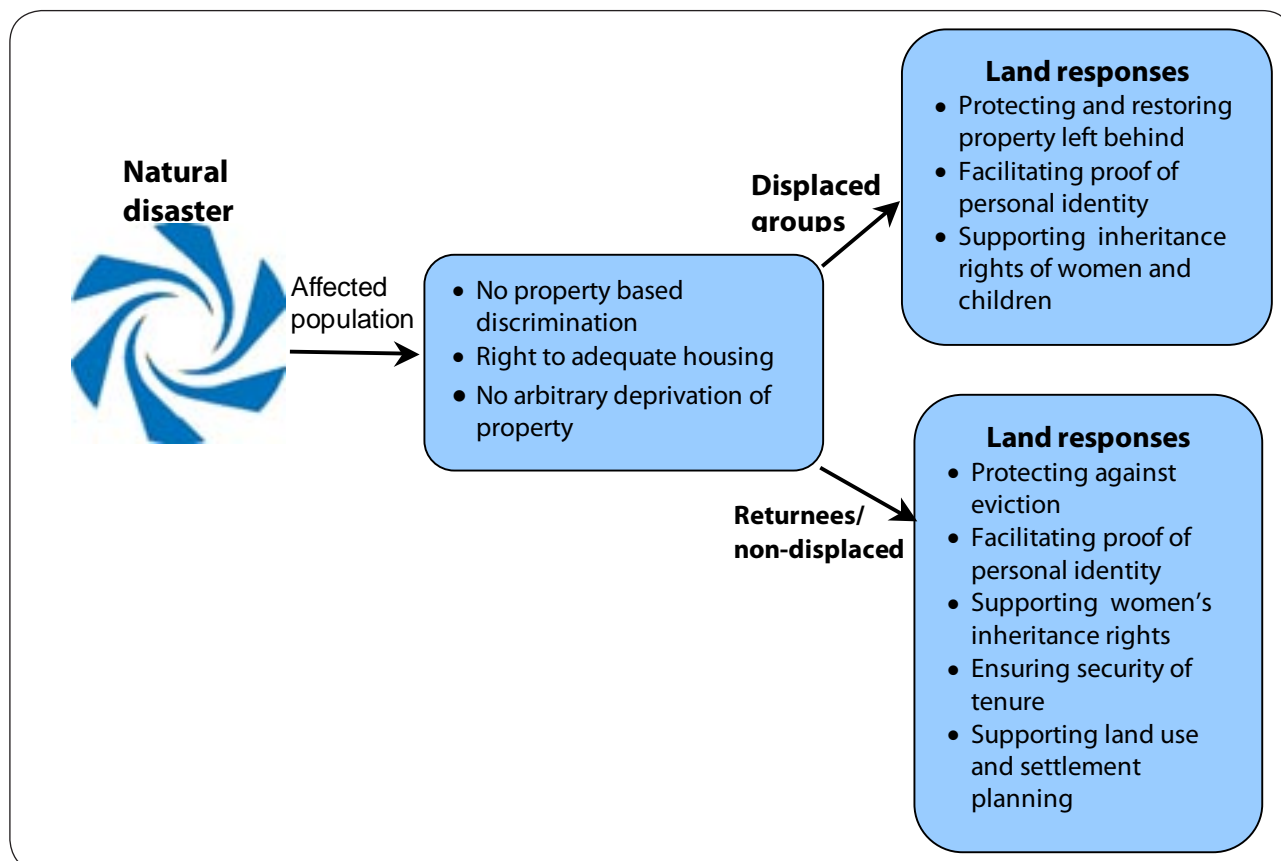 Natural
disaster
Affected
population
• No property based
discrimination
• Right to adequate housing
• No arbitrary deprivation of
property
Displaced
groups
Land responses
• Protecting and restoring
property left behind
• Facilitating proof of
personal identity
• Supporting inheritance
rights of women and
children
Returnees/
non-displaced
Land responses
• Protecting against
eviction
• Facilitating proof of
personal identity
• Supporting women’s
inheritance rights
• Ensuring security of
tenure
• Supporting land use
and settlement
planning